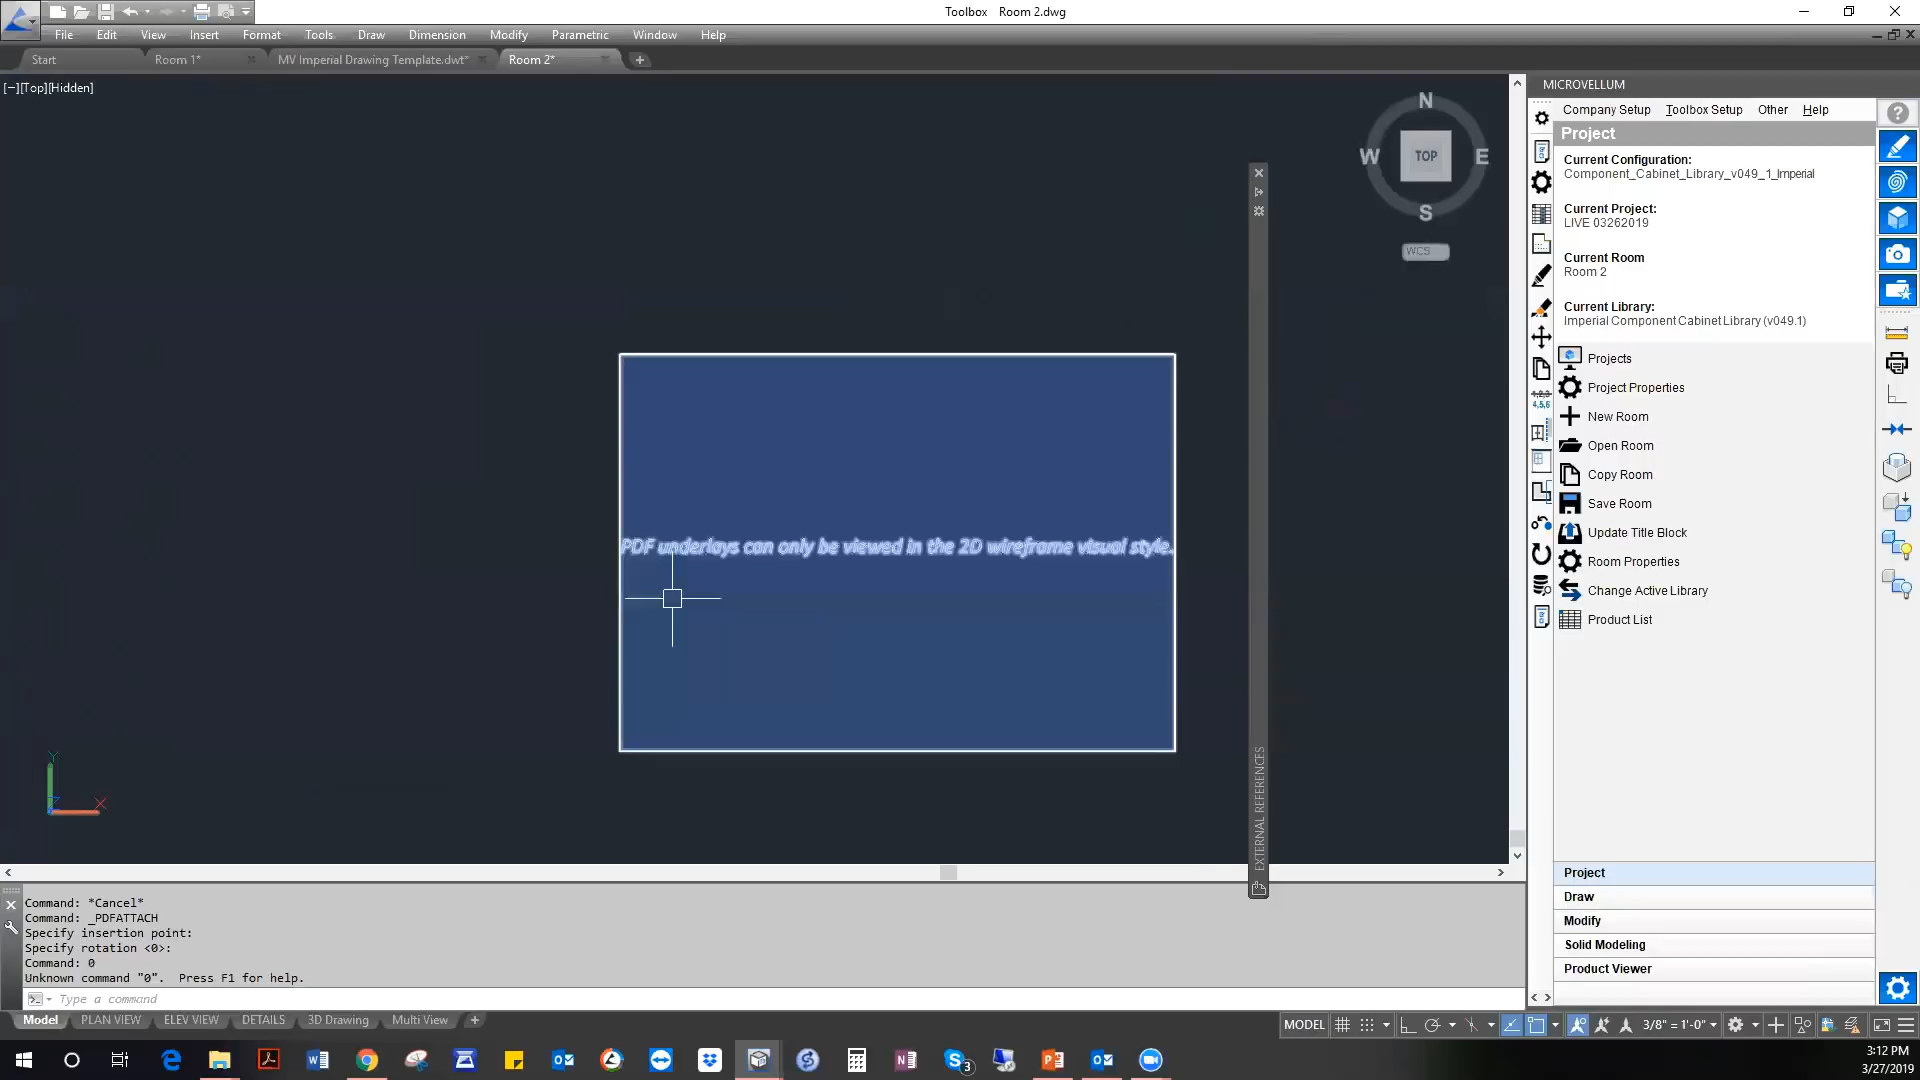 Toolbox Room 2.dwg
File Edit View Insert Format Tools Draw Dimension Modify Parametric Window Help
Start Room 1* MV Imperial Drawing Template.dwt* Room 2*
[−][Top][Hidden]
N
W TOP E
S
WCS
PDF underlays can only be viewed in the 2D wireframe visual style.
EXTERNAL REFERENCES
Y
X
Z
MICROVELLUM
Company Setup Toolbox Setup Other Help
Project
Current Configuration:
Component_Cabinet_Library_v049_1_Imperial
Current Project:
LIVE 03262019
Current Room
Room 2
Current Library:
Imperial Component Cabinet Library (v049.1)
Projects
Project Properties
New Room
Open Room
Copy Room
Save Room
Update Title Block
Room Properties
Change Active Library
Product List
Project
Draw
Modify
Solid Modeling
Product Viewer
Command: *Cancel*
Command: _PDFATTACH
Specify insertion point:
Specify rotation <0>:
Command: 0
Unknown command "0".  Press F1 for help.
Type a command
Model PLAN VIEW ELEV VIEW DETAILS 3D Drawing Multi View
MODEL 3/8" = 1'-0"
3:12 PM
3/27/2019